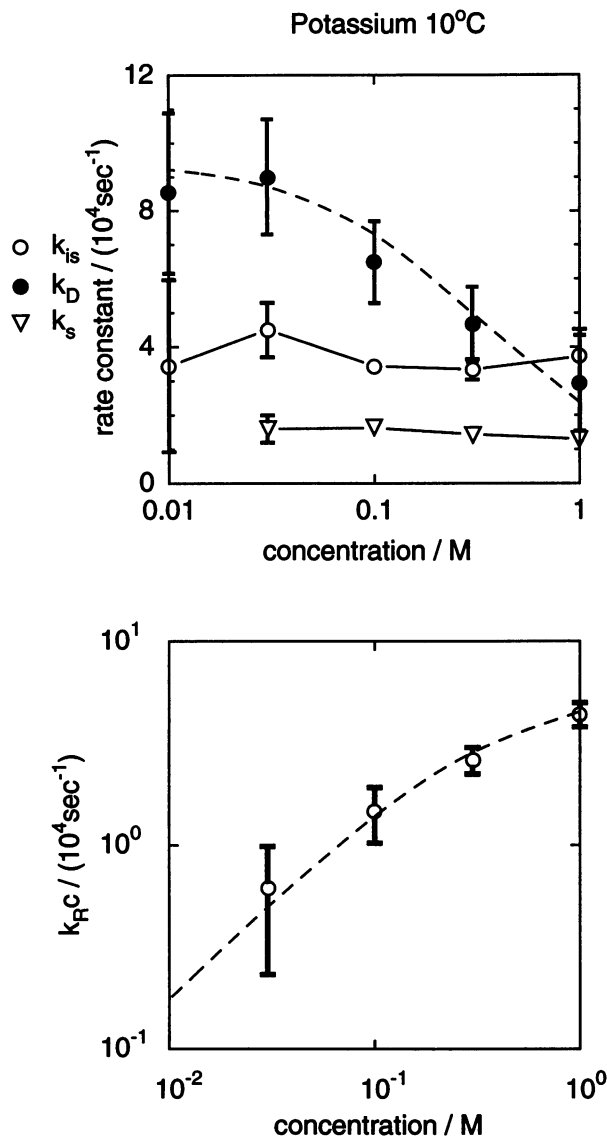 Potassium 10°C
12
8
4
0
rate constant / (10⁴sec⁻¹)
k_is
k_D
k_s
0.01 0.1 1
concentration / M
10¹
10⁰
10⁻¹
k_Rc / (10⁴sec⁻¹)
10⁻² 10⁻¹ 10⁰
concentration / M